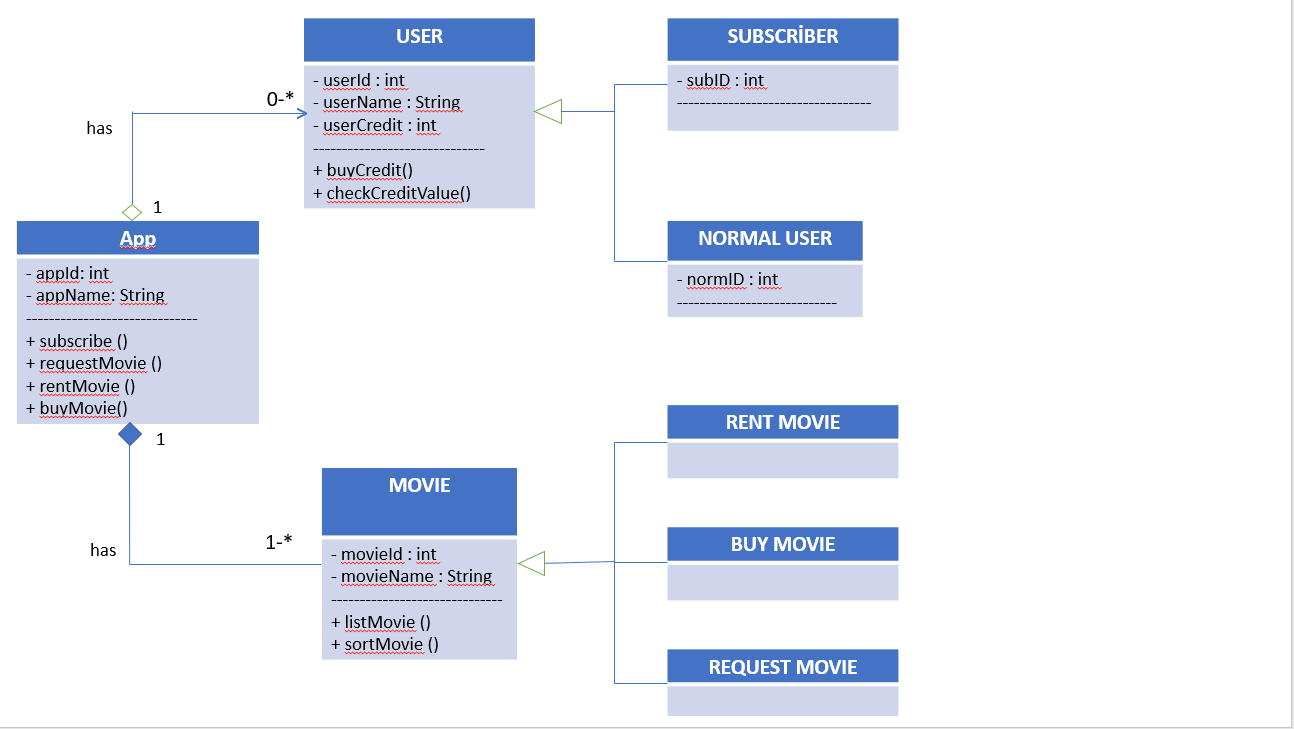 USER
- userId : int
- userName : String
- userCredit : int
------------------------------
+ buyCredit()
+ checkCreditValue()
SUBSCRİBER
- subID : int
----------------------------------
NORMAL USER
- normID : int
----------------------------
0-*
has
1
App
- appId: int
- appName: String
------------------------------
+ subscribe ()
+ requestMovie ()
+ rentMovie ()
+ buyMovie()
1
has
1-*
MOVIE
- movieId : int
- movieName : String
------------------------------
+ listMovie ()
+ sortMovie ()
RENT MOVIE
BUY MOVIE
REQUEST MOVIE